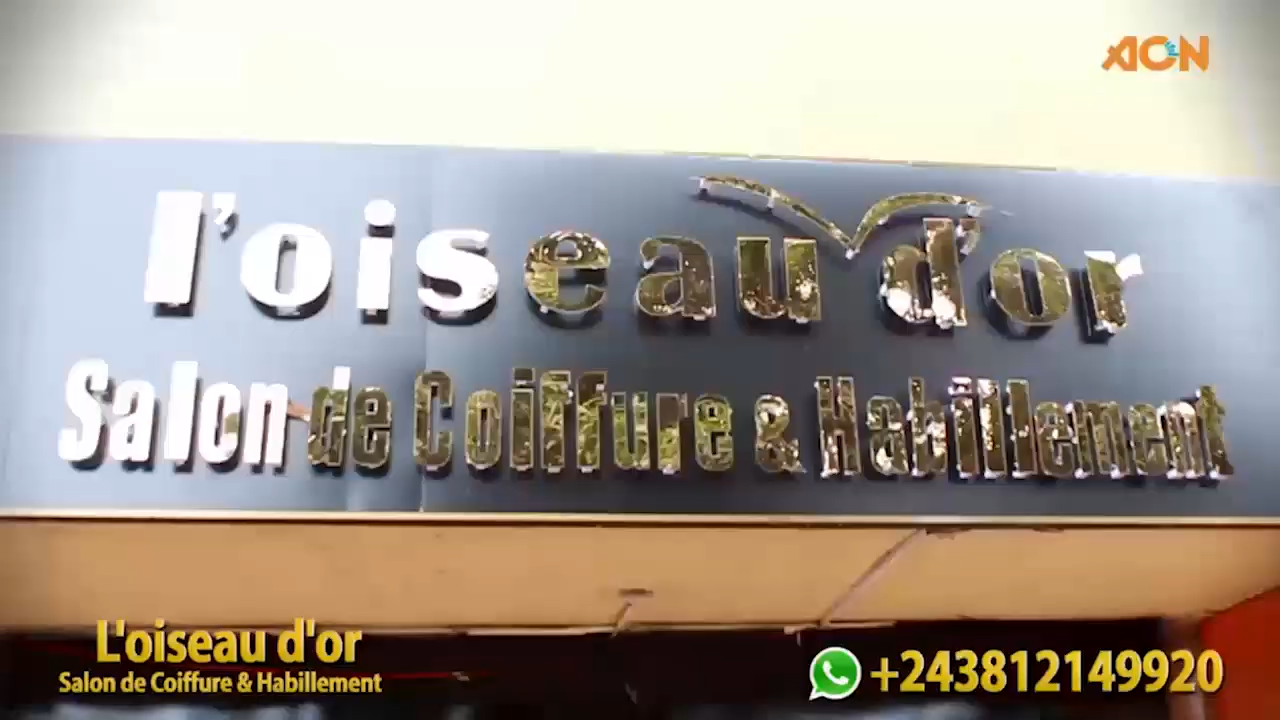 ACN
l'oiseau d'or
Salon de Coiffure & Habillement
L'oiseau d'or
Salon de Coiffure & Habillement
+243812149920